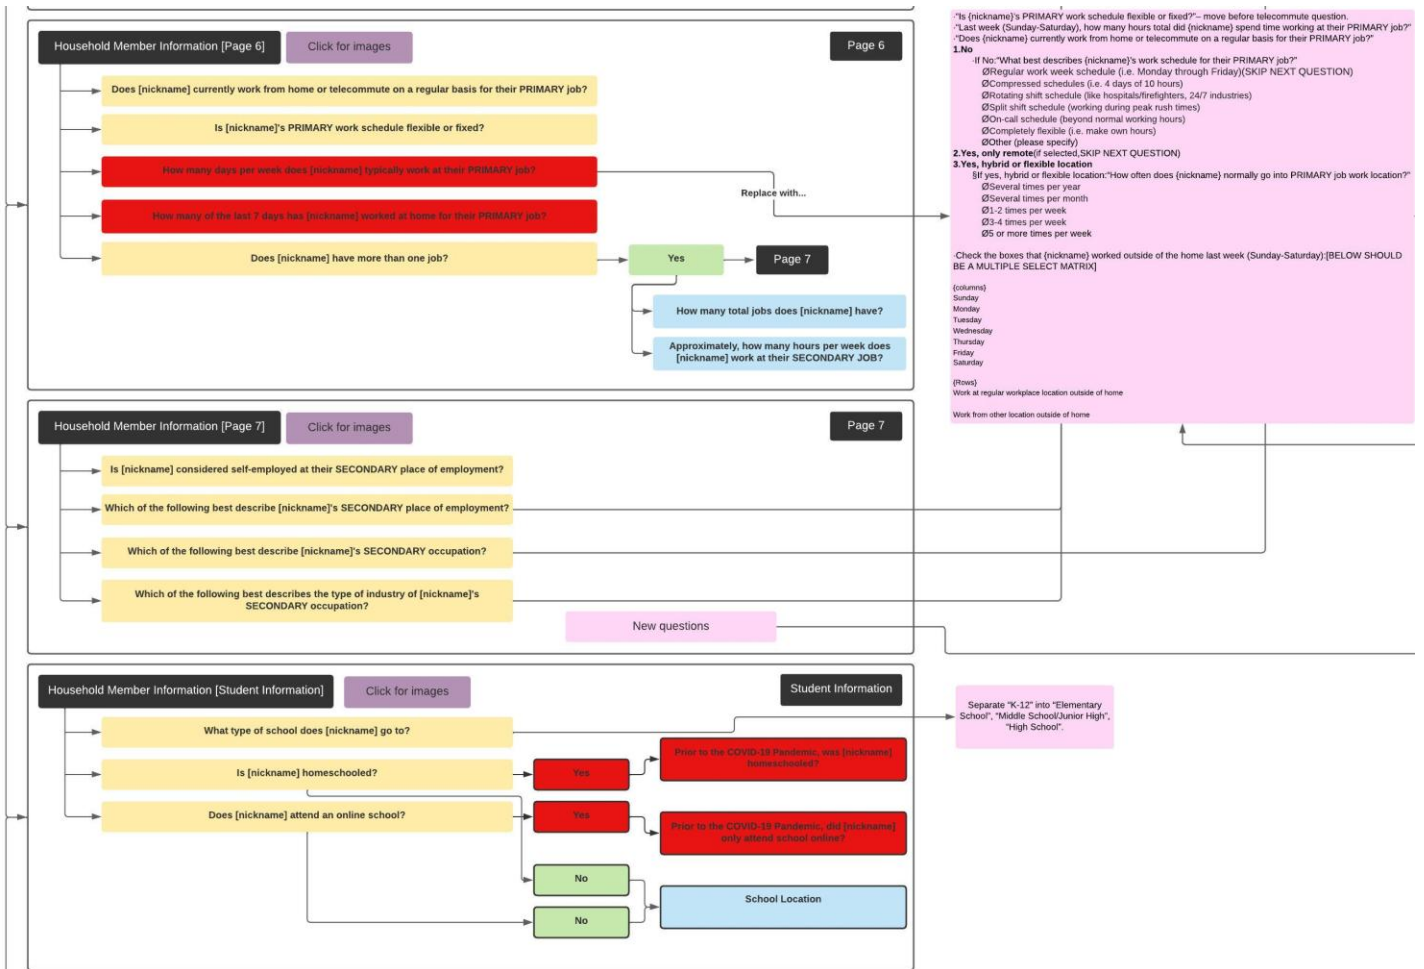 Household Member Information [Page 6]
Click for images
Page 6
Does [nickname] currently work from home or telecommute on a regular basis for their PRIMARY job?
Is [nickname]'s PRIMARY work schedule flexible or fixed?
How many days per week does [nickname] typically work at their PRIMARY job?
How many of the last 7 days has [nickname] worked at home for their PRIMARY job?
Does [nickname] have more than one job?
Yes
Page 7
How many total jobs does [nickname] have?
Approximately, how many hours per week does
[nickname] work at their SECONDARY JOB?
Replace with...
·"Is {nickname}'s PRIMARY work schedule flexible or fixed?"– move before telecommute question.
·"Last week (Sunday-Saturday), how many hours total did {nickname} spend time working at their PRIMARY job?"
·"Does {nickname} currently work from home or telecommute on a regular basis for their PRIMARY job?"
1.No
·If No:"What best describes {nickname}'s work schedule for their PRIMARY job?"
ØRegular work week schedule (i.e. Monday through Friday)(SKIP NEXT QUESTION)
ØCompressed schedules (i.e. 4 days of 10 hours)
ØRotating shift schedule (like hospitals/firefighters, 24/7 industries)
ØSplit shift schedule (working during peak rush times)
ØOn-call schedule (beyond normal working hours)
ØCompletely flexible (i.e. make own hours)
ØOther (please specify)
2.Yes, only remote(if selected,SKIP NEXT QUESTION)
3.Yes, hybrid or flexible location
§If yes, hybrid or flexible location:"How often does {nickname} normally go into PRIMARY job work location?"
ØSeveral times per year
ØSeveral times per month
Ø1-2 times per week
Ø3-4 times per week
Ø5 or more times per week
·Check the boxes that {nickname} worked outside of the home last week (Sunday-Saturday):[BELOW SHOULD
BE A MULTIPLE SELECT MATRIX]
{columns}
Sunday
Monday
Tuesday
Wednesday
Thursday
Friday
Saturday
{Rows}
Work at regular workplace location outside of home
Work from other location outside of home
Household Member Information [Page 7]
Click for images
Page 7
Is [nickname] considered self-employed at their SECONDARY place of employment?
Which of the following best describe [nickname]'s SECONDARY place of employment?
Which of the following best describe [nickname]'s SECONDARY occupation?
Which of the following best describes the type of industry of [nickname]'s
SECONDARY occupation?
New questions
Household Member Information [Student Information]
Click for images
Student Information
What type of school does [nickname] go to?
Is [nickname] homeschooled?
Does [nickname] attend an online school?
Yes
Prior to the COVID-19 Pandemic, was [nickname]
homeschooled?
Yes
Prior to the COVID-19 Pandemic, did [nickname]
only attend school online?
No
No
School Location
Separate "K-12" into "Elementary
School", "Middle School/Junior High",
"High School".